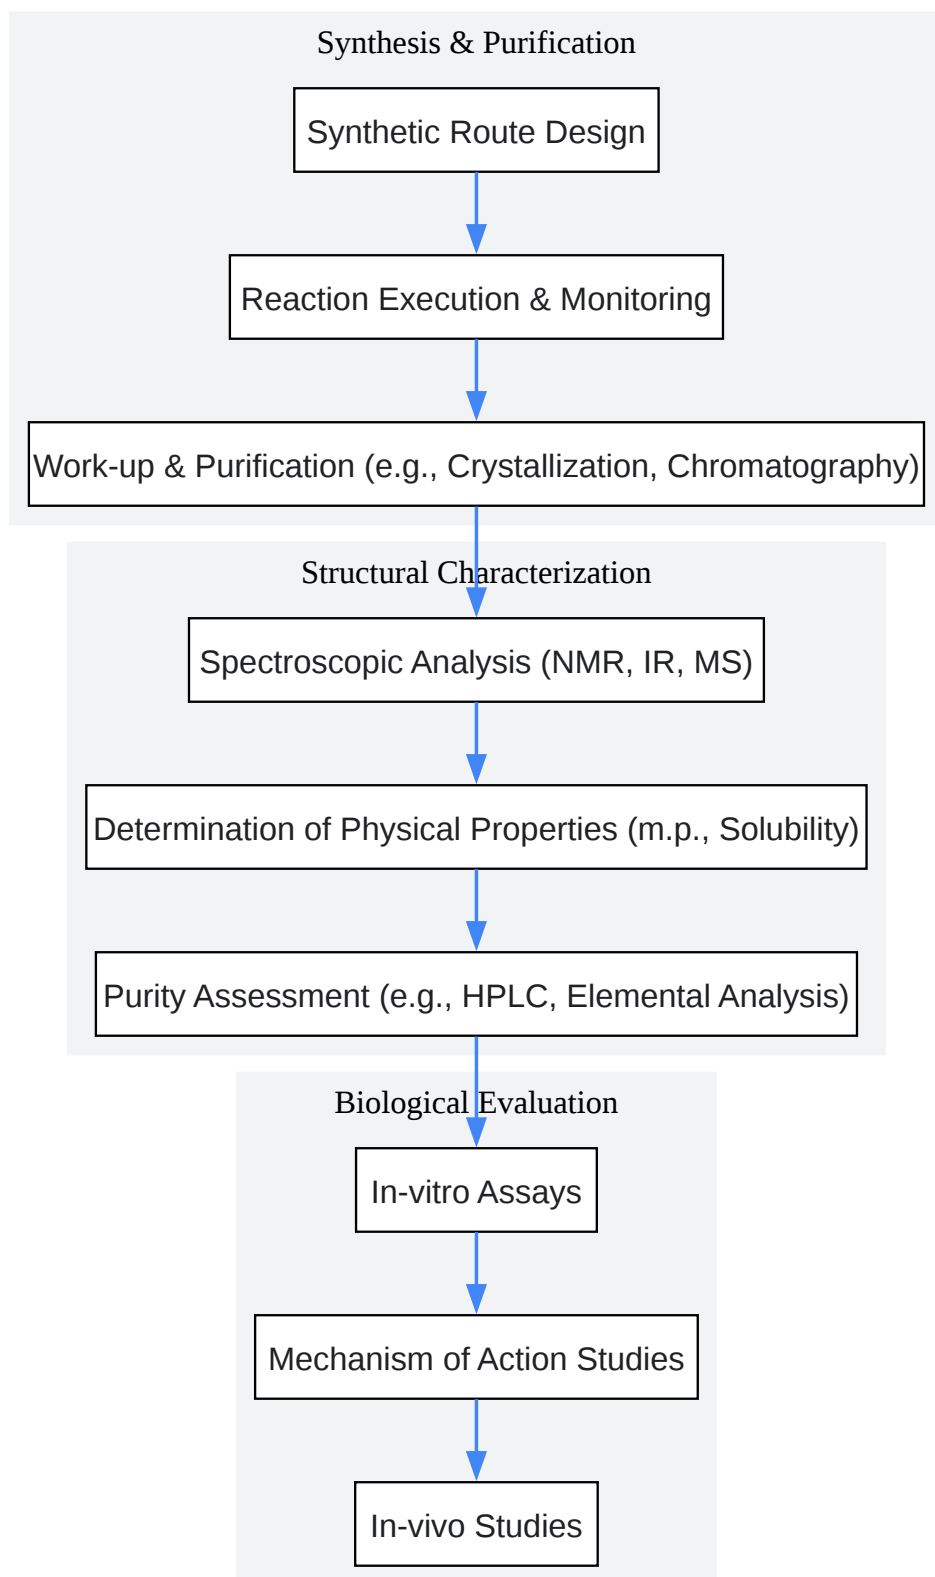 Synthesis & Purification
Synthetic Route Design
Reaction Execution & Monitoring
Work-up & Purification (e.g., Crystallization, Chromatography)
Structural Characterization
Spectroscopic Analysis (NMR, IR, MS)
Determination of Physical Properties (m.p., Solubility)
Purity Assessment (e.g., HPLC, Elemental Analysis)
Biological Evaluation
In-vitro Assays
Mechanism of Action Studies
In-vivo Studies